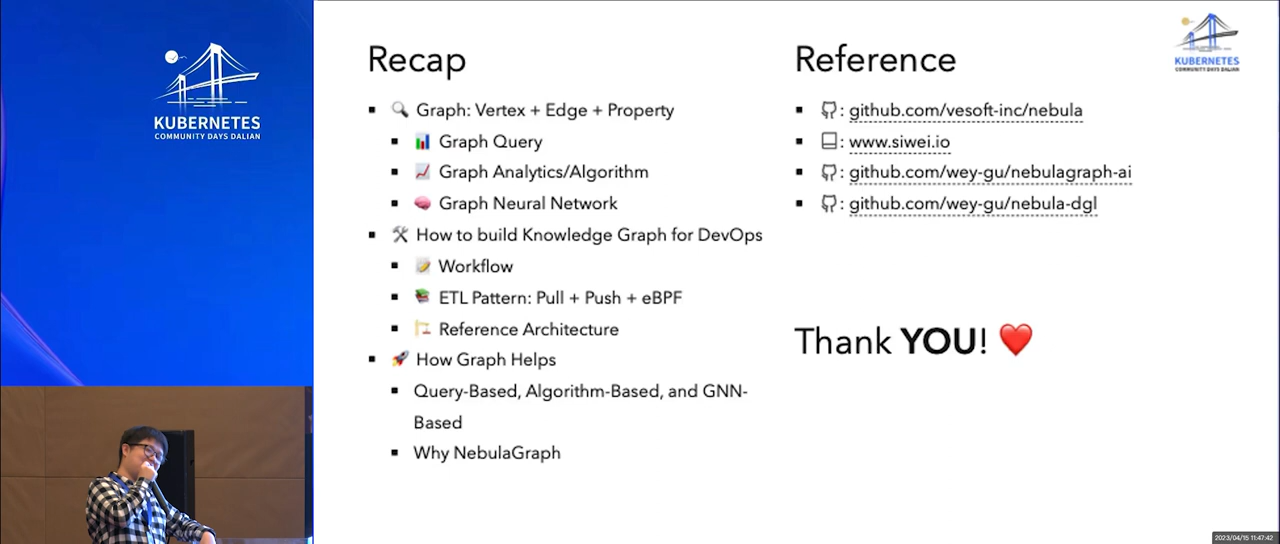 KUBERNETES
COMMUNITY DAYS DALIAN
Recap
Graph: Vertex + Edge + Property
Graph Query
Graph Analytics/Algorithm
Graph Neural Network
How to build Knowledge Graph for DevOps
Workflow
ETL Pattern: Pull + Push + eBPF
Reference Architecture
How Graph Helps
Query-Based, Algorithm-Based, and GNN-
Based
Why NebulaGraph
Reference
: github.com/vesoft-inc/nebula
: www.siwei.io
: github.com/wey-gu/nebulagraph-ai
: github.com/wey-gu/nebula-dgl
Thank YOU! ❤️
KUBERNETES
COMMUNITY DAYS DALIAN
2023/04/15 11:47:42